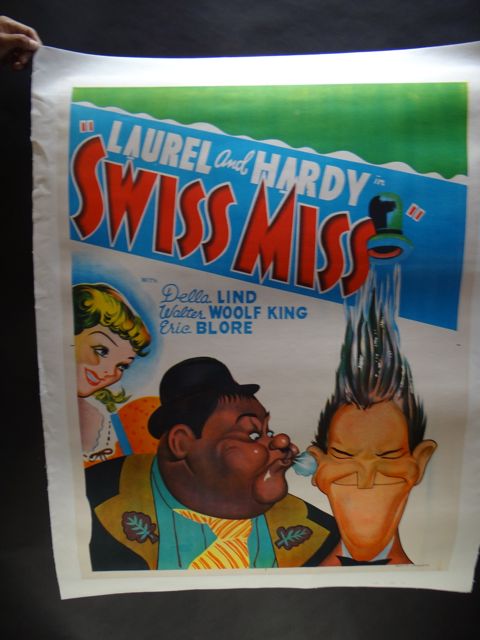 LAUREL and HARDY in
"SWISS MISS"
WITH
Della LIND
Walter WOOLF KING
Eric BLORE